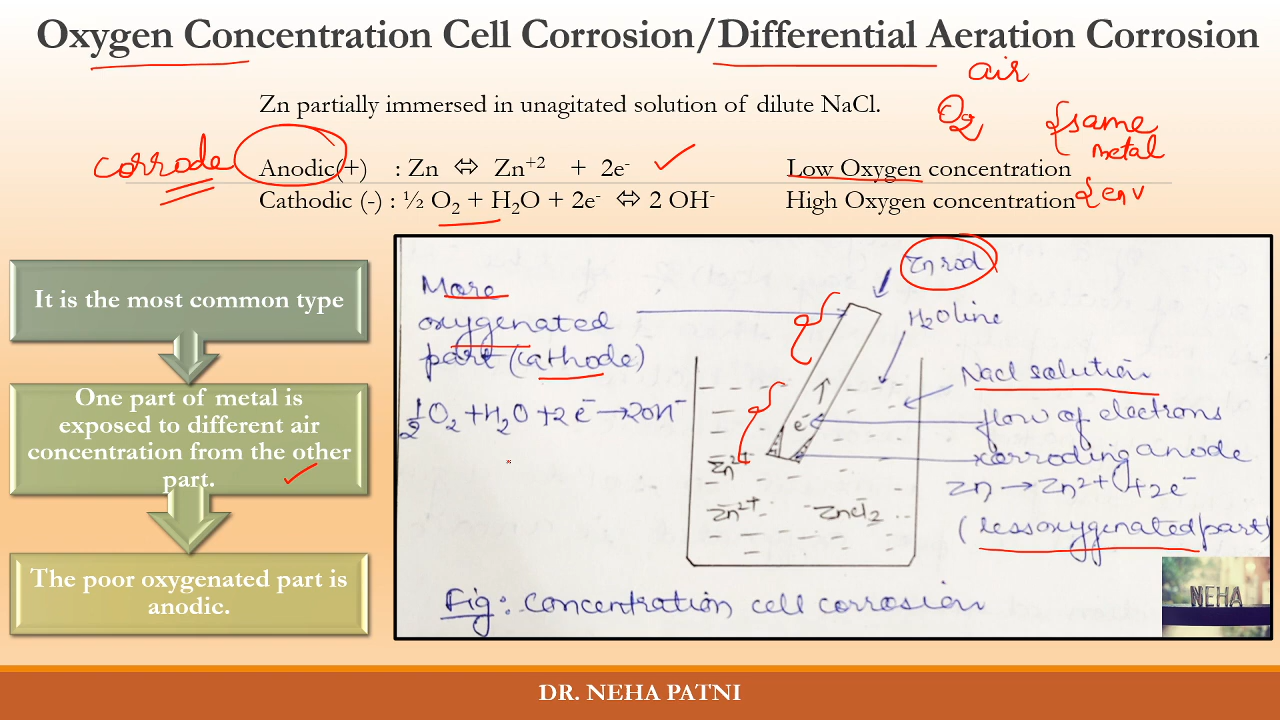 Oxygen Concentration Cell Corrosion/Differential Aeration Corrosion
air
Zn partially immersed in unagitated solution of dilute NaCl.
O2
same
metal
corrode
Anodic(+) : Zn ⇔ Zn+2 + 2e- Low Oxygen concentration
Cathodic (-) : ½ O2 + H2O + 2e- ⇔ 2 OH- High Oxygen concentration
env
It is the most common type
One part of metal is
exposed to different air
concentration from the other
part.
The poor oxygenated part is
anodic.
More
oxygenated
part (cathode)
½O2 + H2O + 2e- → 2OH-
Zn rod
H2O line
Nacl solution
flow of electrons
corroding anode
Zn → Zn2+ + 2e-
(less oxygenated part)
e-
Zn2+
Zn2+
ZnCl2
Fig: Concentration cell corrosion
NEHA
DR. NEHA PATNI